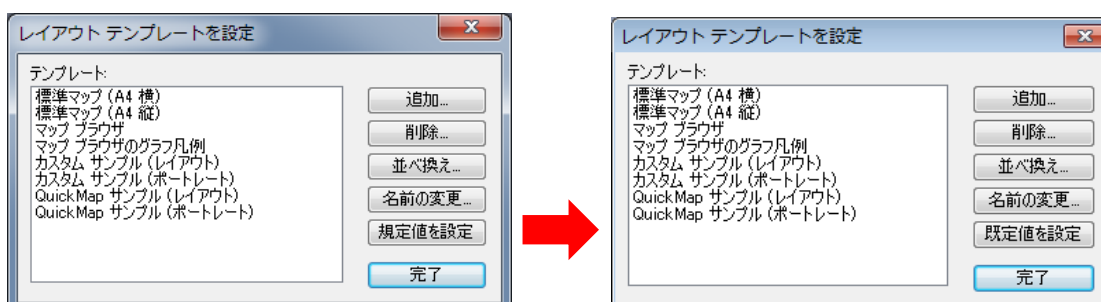 レイアウト テンプレートを設定
テンプレート:
標準マップ (A4 横)
標準マップ (A4 縦)
マップ ブラウザ
マップ ブラウザのグラフ凡例
カスタム サンプル (レイアウト)
カスタム サンプル (ポートレート)
QuickMap サンプル (レイアウト)
QuickMap サンプル (ポートレート)
追加...
削除...
並べ換え...
名前の変更...
規定値を設定
完了
レイアウト テンプレートを設定
テンプレート:
標準マップ (A4 横)
標準マップ (A4 縦)
マップ ブラウザ
マップ ブラウザのグラフ凡例
カスタム サンプル (レイアウト)
カスタム サンプル (ポートレート)
QuickMap サンプル (レイアウト)
QuickMap サンプル (ポートレート)
追加...
削除...
並べ換え...
名前の変更...
既定値を設定
完了